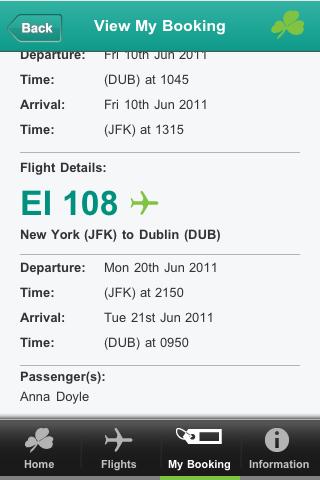 Back
View My Booking
Departure: Fri 10th Jun 2011
Time: (DUB) at 1045
Arrival: Fri 10th Jun 2011
Time: (JFK) at 1315
Flight Details:
EI 108
New York (JFK) to Dublin (DUB)
Departure: Mon 20th Jun 2011
Time: (JFK) at 2150
Arrival: Tue 21st Jun 2011
Time: (DUB) at 0950
Passenger(s):
Anna Doyle
Home
Flights
My Booking
Information